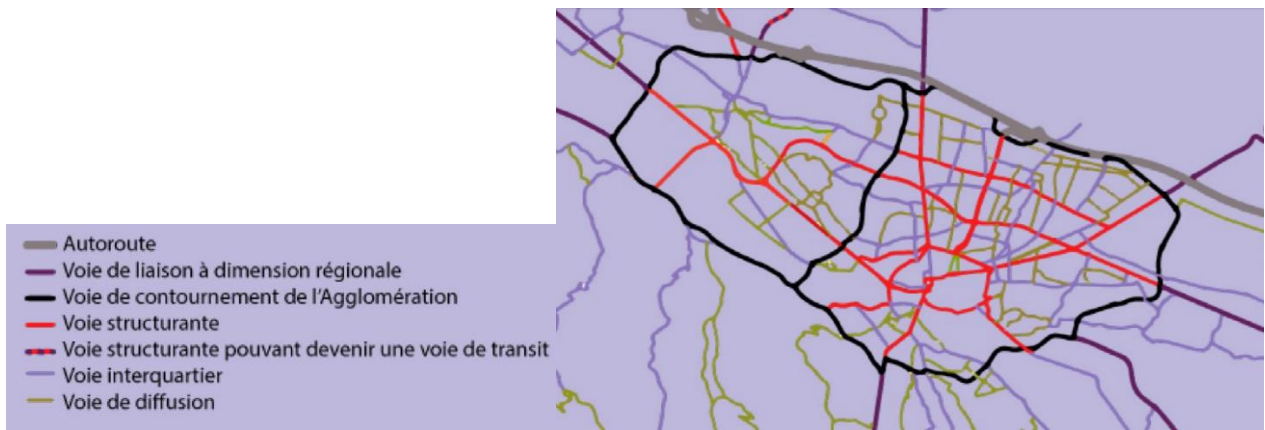 Autoroute
Voie de liaison à dimension régionale
Voie de contournement de l'Agglomération
Voie structurante
Voie structurante pouvant devenir une voie de transit
Voie interquartier
Voie de diffusion